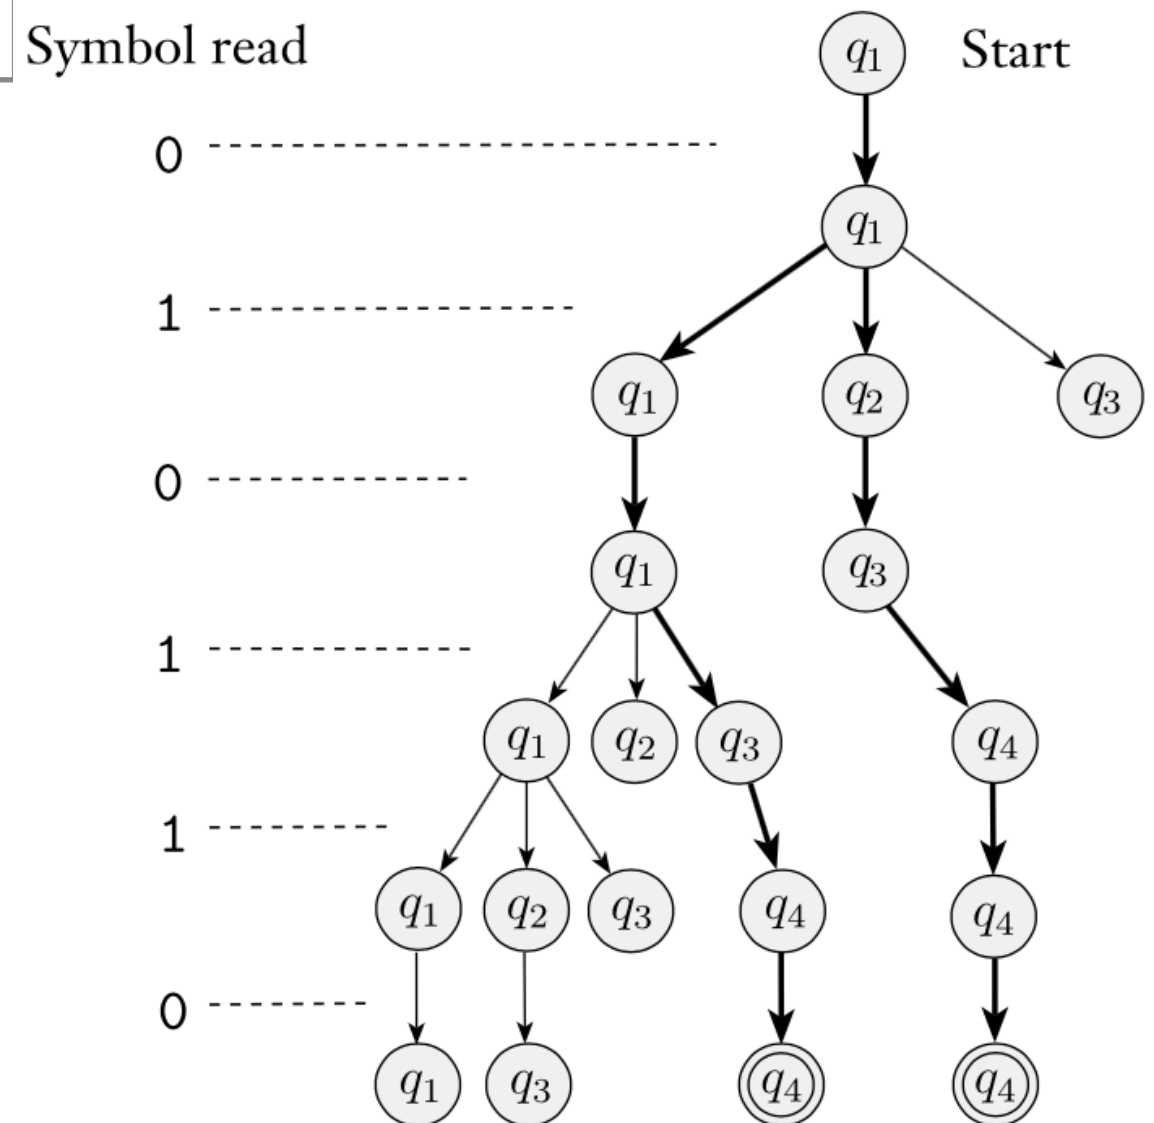 Symbol read q1 Start
0
q1
1
q1 q2 q3
0
q1 q3
1
q1 q2 q3 q4
1
q1 q2 q3 q4 q4
0
q1 q3 q4 q4